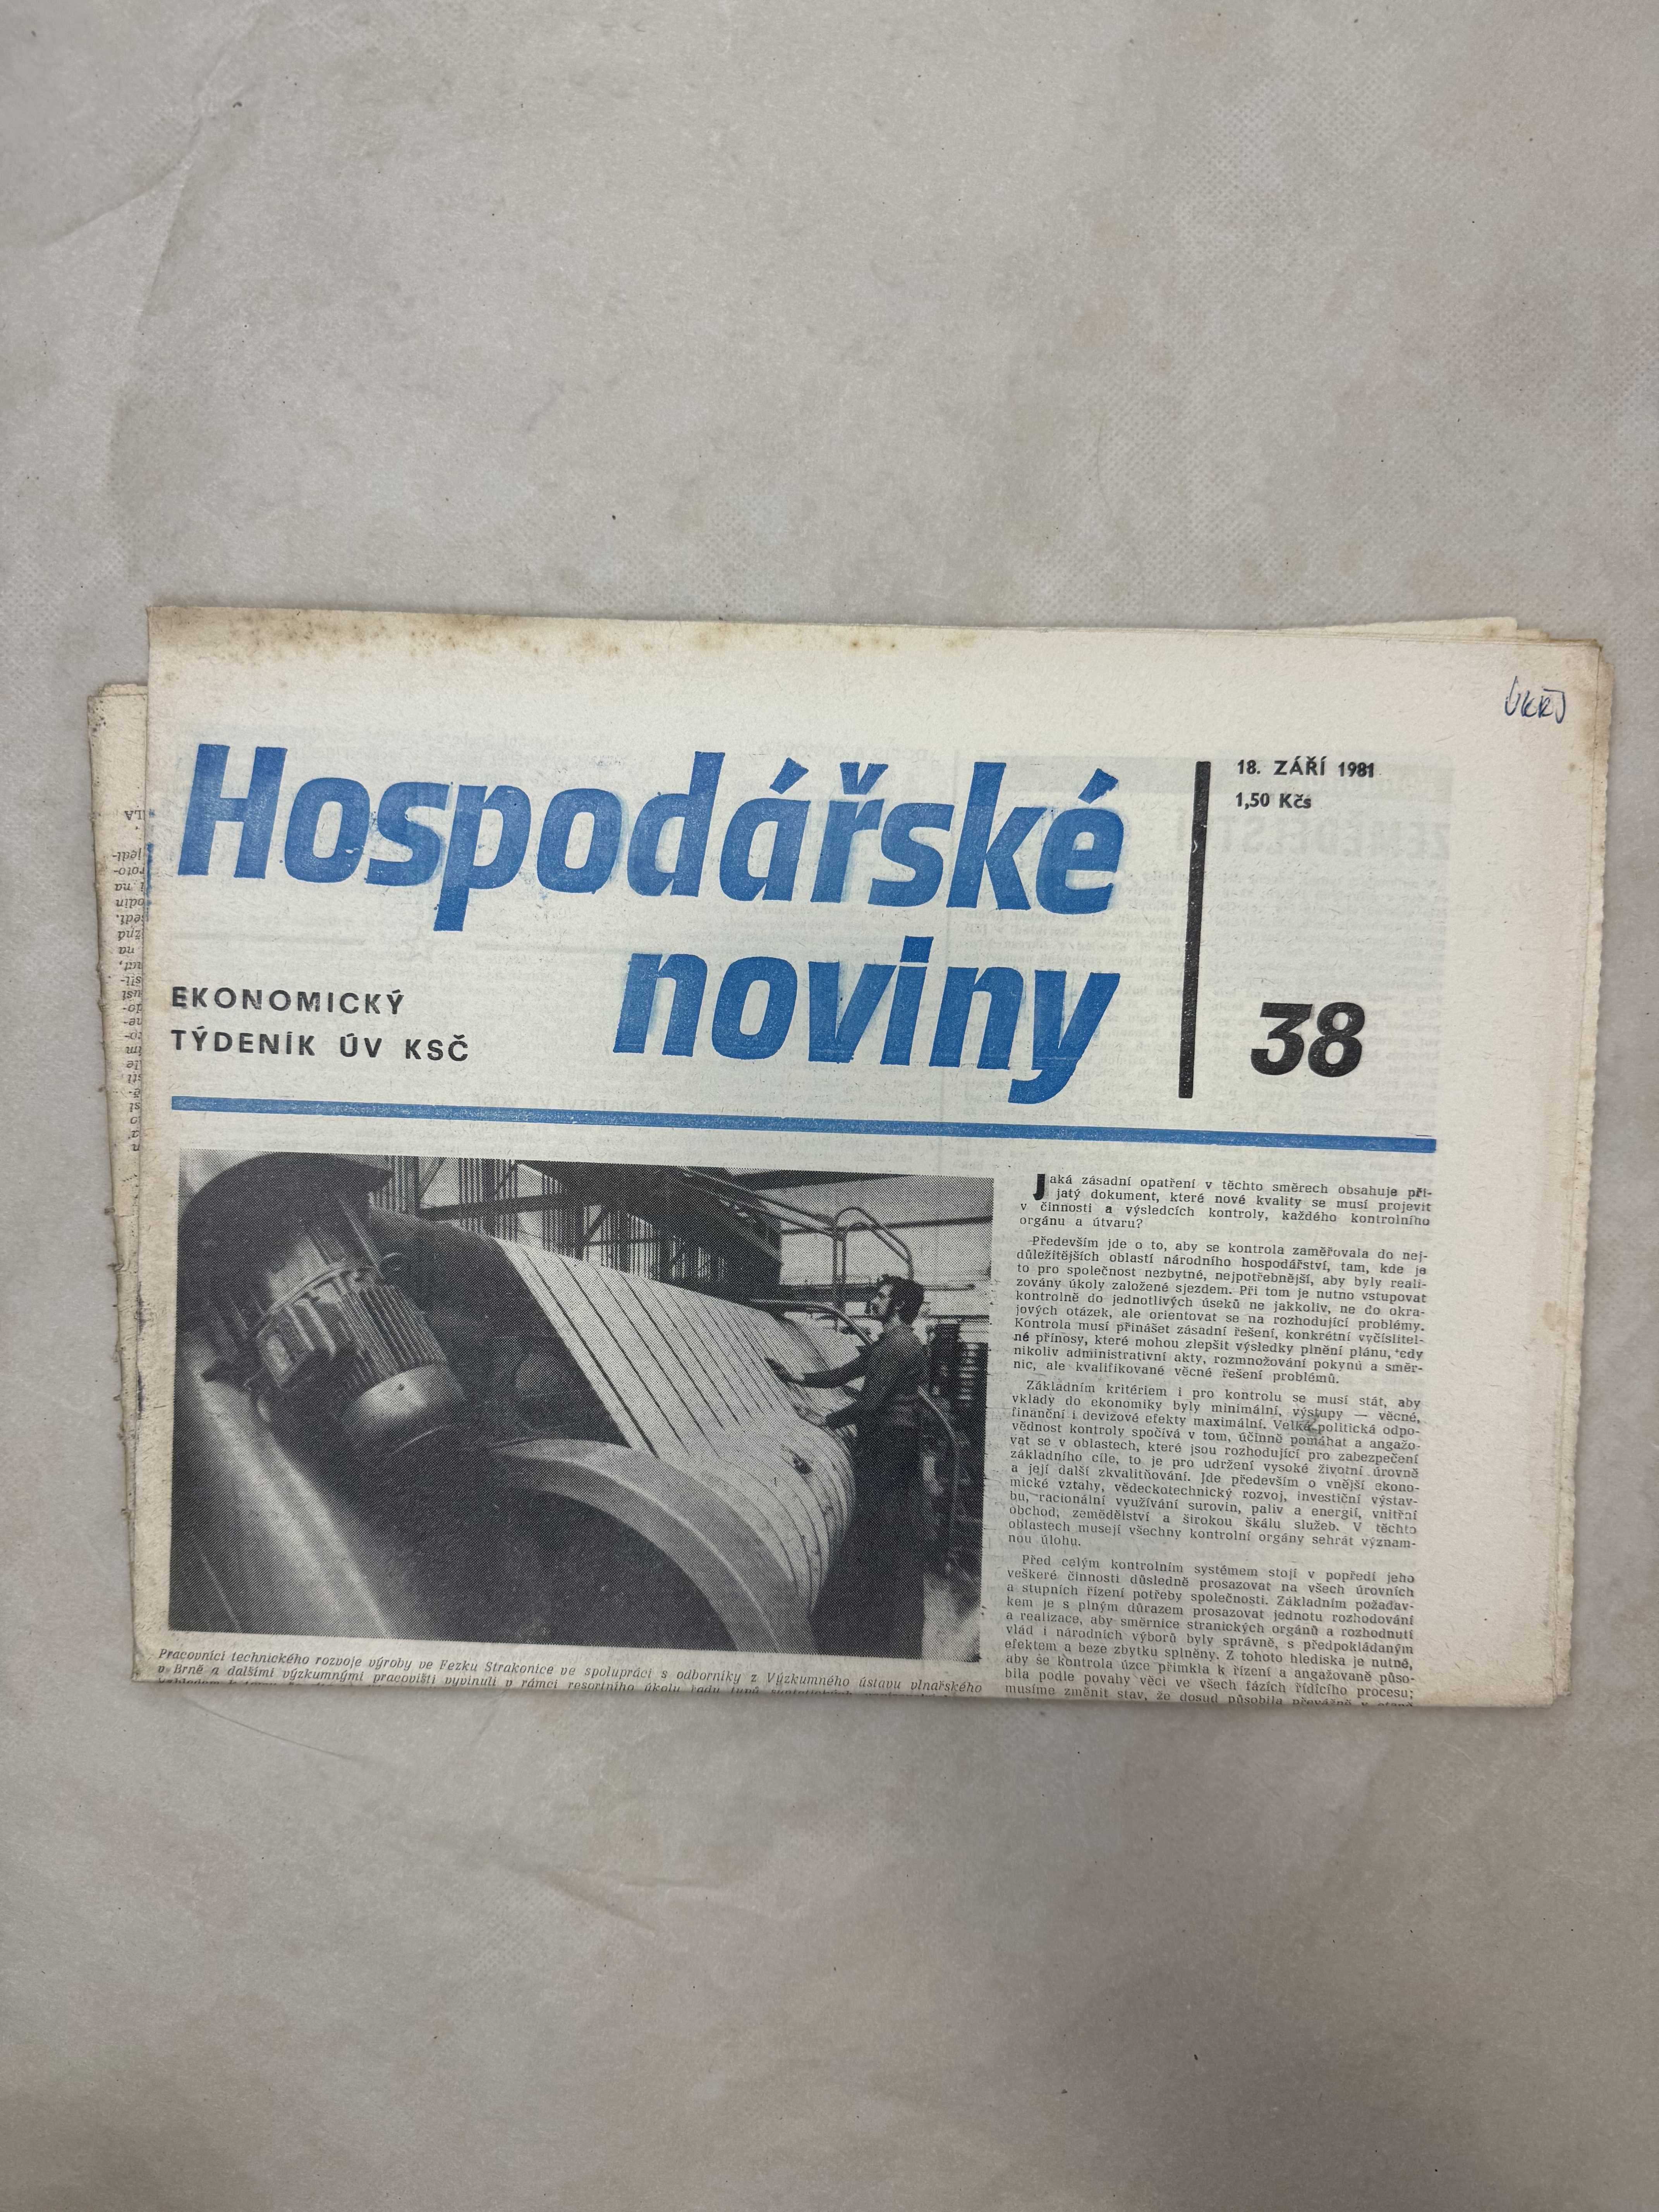 Hospodářské
noviny
EKONOMICKÝ
TÝDENÍK ÚV KSČ
18. ZÁŘÍ 1981
1,50 Kčs
38
Jaká zásadní opatření v těchto směrech obsahuje při-
jatý dokument, které nové kvality se musí projevit
v činnosti a výsledcích kontroly, každého kontrolního
orgánu a útvaru?
Především jde o to, aby se kontrola zaměřovala do nej-
důležitějších oblastí národního hospodářství, tam, kde je
to pro společnost nezbytné, nejpotřebnější, aby byly reali-
zovány úkoly založené sjezdem. Při tom je nutno vstupovat
kontrolně do jednotlivých úseků ne jakkoliv, ne do okra-
jových otázek, ale orientovat se na rozhodující problémy.
Kontrola musí přinášet zásadní řešení, konkrétní vyčíslitel-
né přínosy, které mohou zlepšit výsledky plnění plánu, tedy
nikoliv administrativní akty, rozmnožování pokynů a směr-
nic, ale kvalifikované věcné řešení problémů.
Základním kritériem i pro kontrolu se musí stát, aby
vklady do ekonomiky byly minimální, výstupy — věcné,
finanční i devizové efekty maximální. Velká politická odpo-
vědnost kontroly spočívá v tom, účinně pomáhat a angažo-
vat se v oblastech, které jsou rozhodující pro zabezpečení
základního cíle, to je pro udržení vysoké životní úrovně
a její další zkvalitňování. Jde především o vnější ekono-
mické vztahy, vědeckotechnický rozvoj, investiční výstav-
bu, racionální využívání surovin, paliv a energií, vnitřní
obchod, zemědělství a širokou škálu služeb. V těchto
oblastech musejí všechny kontrolní orgány sehrát význam-
nou úlohu.
Před celým kontrolním systémem stojí v popředí jeho
veškeré činnosti důsledně prosazovat na všech úrovních
a stupních řízení potřeby společnosti. Základním požadav-
kem je s plným důrazem prosazovat jednotu rozhodování
a realizace, aby směrnice stranických orgánů a rozhodnutí
vlád i národních výborů byly správně, s předpokládaným
efektem a beze zbytku splněny. Z tohoto hlediska je nutné,
aby se kontrola úzce přimkla k řízení a angažovaně půso-
bila podle povahy věci ve všech fázích řídícího procesu;
musíme změnit stav, že dosud působila převážně v etapě
Pracovníci technického rozvoje výroby ve Fezku Strakonice ve spolupráci s odborníky z Výzkumného ústavu vlnařského
v Brně a dalšími výzkumnými pracovišti vyvinuli v rámci resortního úkolu řadu typů